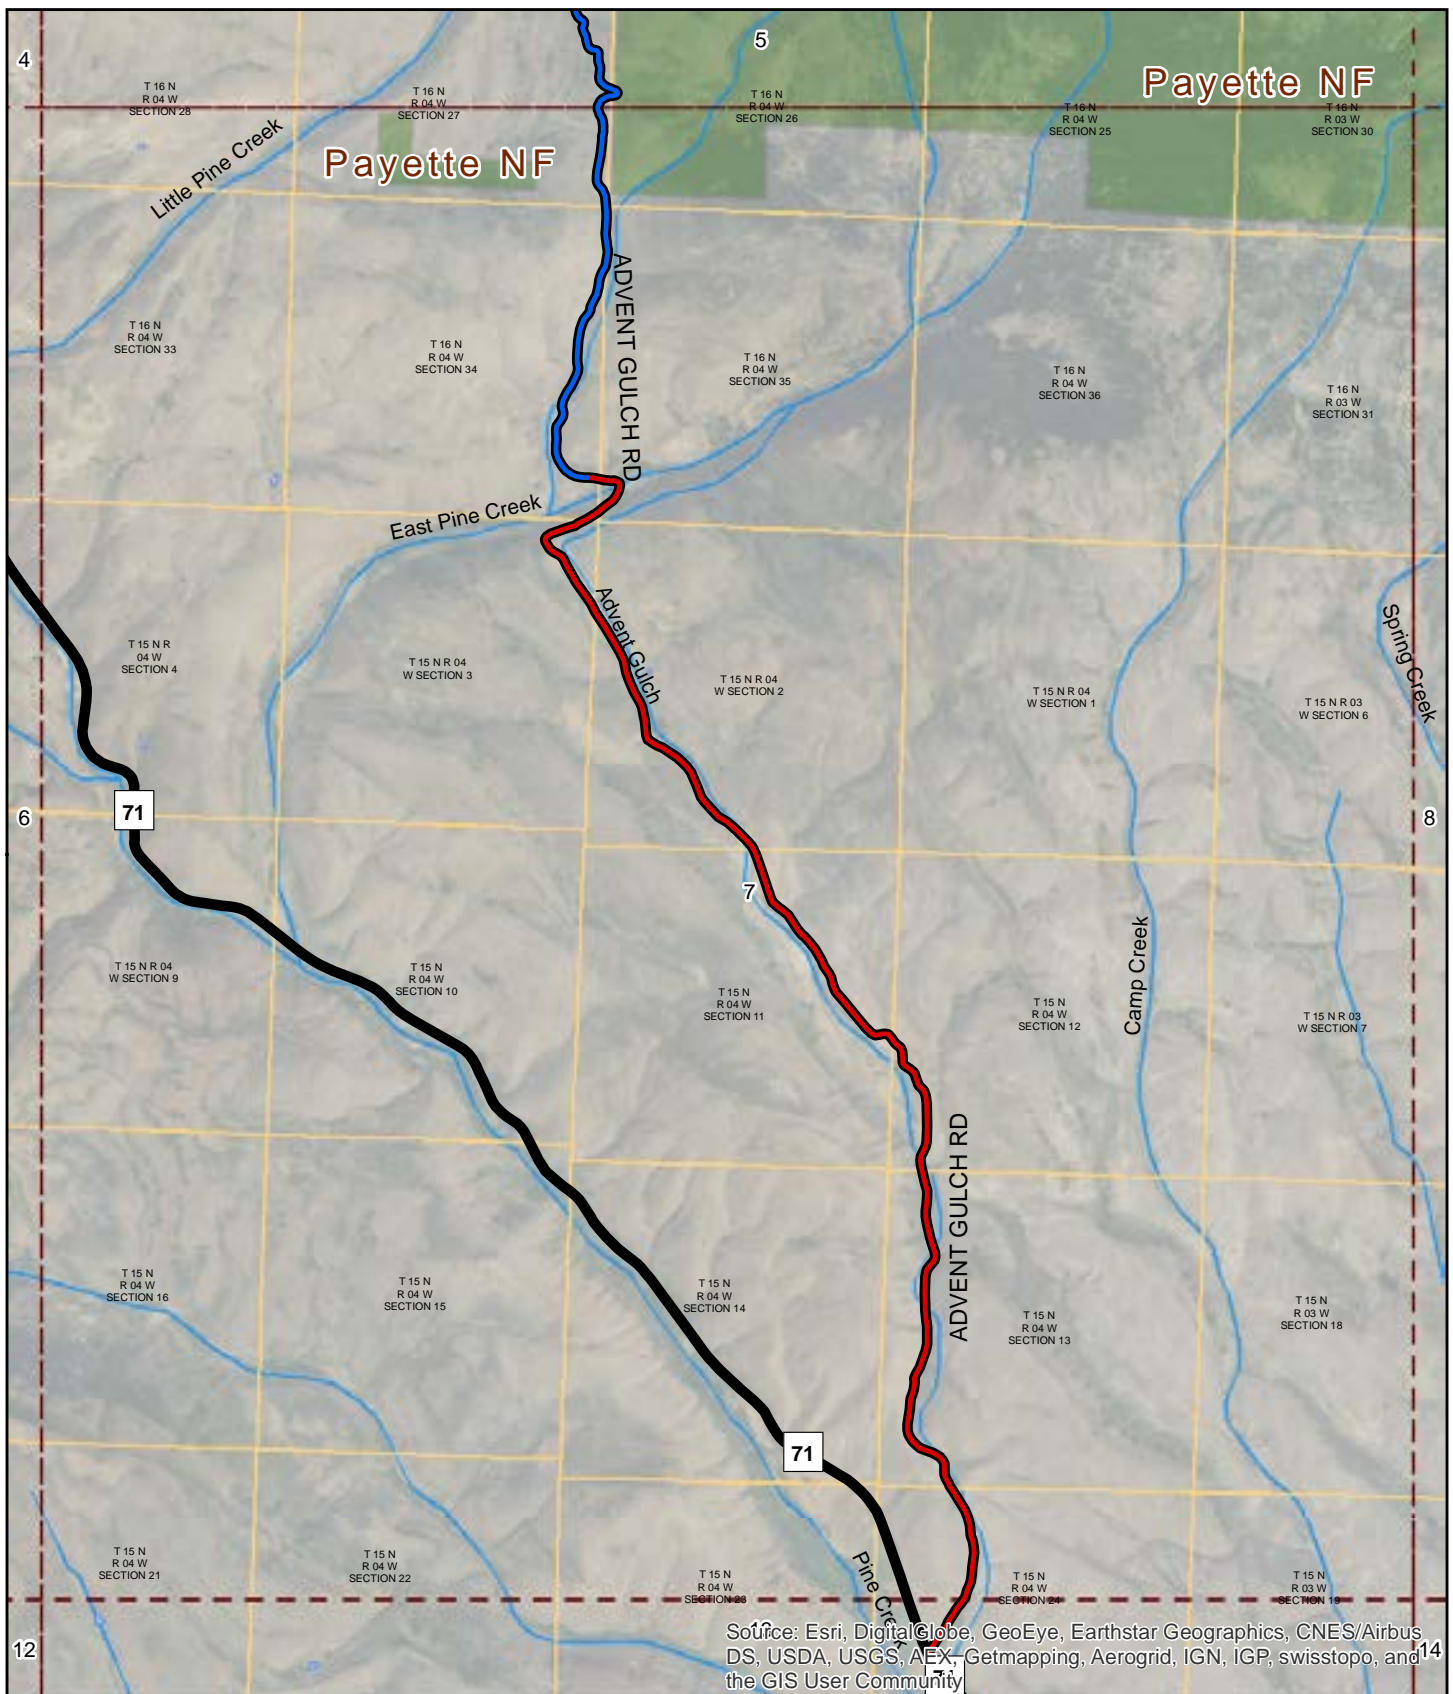 4
5
Payette NF
T 16 N
R 04 W
SECTION 28
T 16 N
R 04 W
SECTION 27
T 16 N
R 04 W
SECTION 26
T 16 N
R 04 W
SECTION 25
T 16 N
R 03 W
SECTION 30
Little Pine Creek
Payette NF
ADVENT GULCH RD
T 16 N
R 04 W
SECTION 33
T 16 N
R 04 W
SECTION 34
T 16 N
R 04 W
SECTION 35
T 16 N
R 04 W
SECTION 36
T 16 N
R 03 W
SECTION 31
East Pine Creek
Advent Gulch
Spring Creek
T 15 N R
04 W
SECTION 4
T 15 N R 04
W SECTION 3
T 15 N R 04
W SECTION 2
T 15 N R 04
W SECTION 1
T 15 N R 03
W SECTION 6
6
71
8
7
Camp Creek
T 15 N R 04
W SECTION 9
T 15 N
R 04 W
SECTION 10
T 15 N
R 04 W
SECTION 11
T 15 N
R 04 W
SECTION 12
T 15 N R 03
W SECTION 7
ADVENT GULCH RD
T 15 N
R 04 W
SECTION 16
T 15 N
R 04 W
SECTION 15
T 15 N
R 04 W
SECTION 14
T 15 N
R 04 W
SECTION 13
T 15 N
R 03 W
SECTION 18
71
T 15 N
R 04 W
SECTION 21
T 15 N
R 04 W
SECTION 22
T 15 N
R 04 W
SECTION 23
Pine Creek
T 15 N
R 04 W
SECTION 24
T 15 N
R 03 W
SECTION 19
12
14
Source: Esri, DigitalGlobe, GeoEye, Earthstar Geographics, CNES/Airbus
DS, USDA, USGS, AEX, Getmapping, Aerogrid, IGN, IGP, swisstopo, and
the GIS User Community